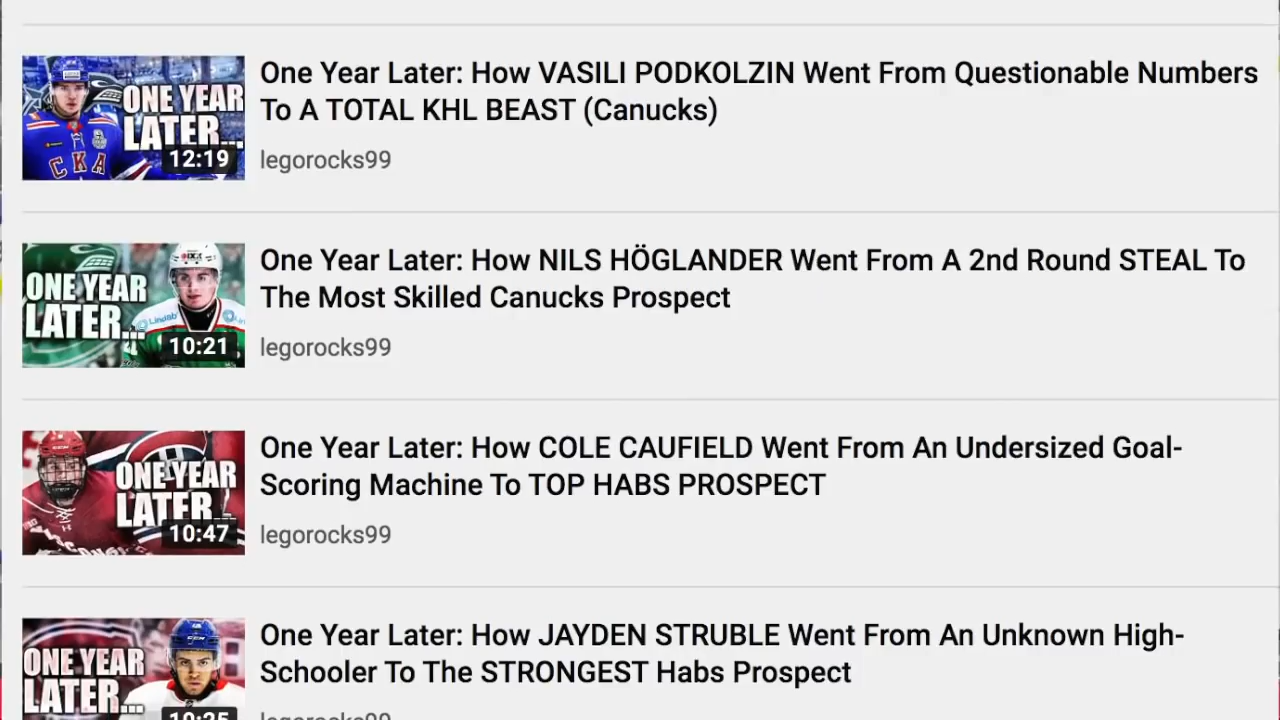 One Year Later: How VASILI PODKOLZIN Went From Questionable Numbers
To A TOTAL KHL BEAST (Canucks)
legorocks99
ONE YEAR
LATER...
CKA
12:19
One Year Later: How NILS HÖGLANDER Went From A 2nd Round STEAL To
The Most Skilled Canucks Prospect
legorocks99
ONE YEAR
LATER...
Lindab
10:21
One Year Later: How COLE CAUFIELD Went From An Undersized Goal-
Scoring Machine To TOP HABS PROSPECT
legorocks99
ONE YEAR
LATER...
10:47
One Year Later: How JAYDEN STRUBLE Went From An Unknown High-
Schooler To The STRONGEST Habs Prospect
legorocks99
ONE YEAR
LATER...